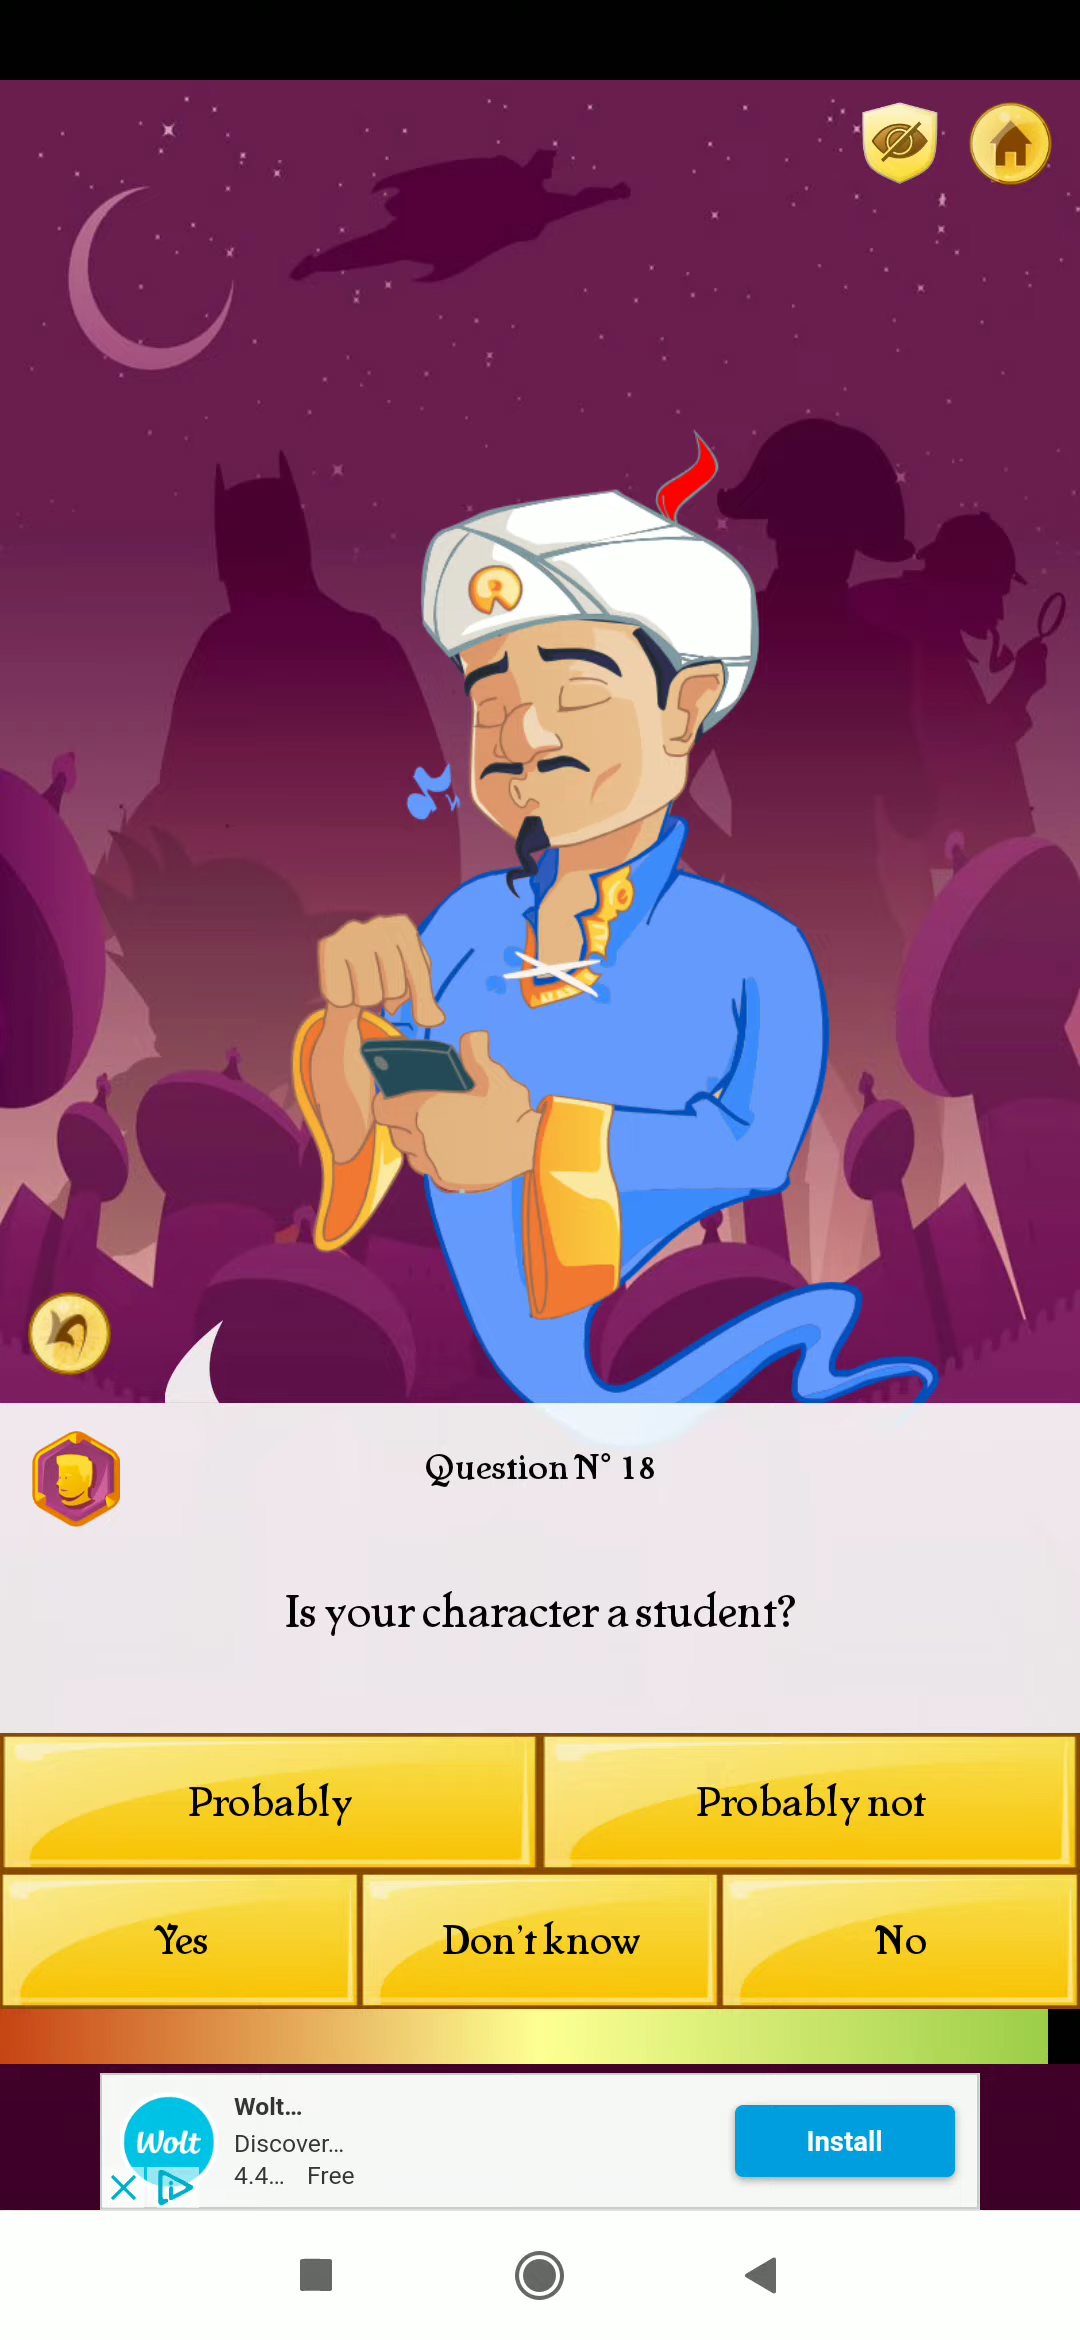 Question N° 18
Is your character a student?
Probably
Probably not
Yes
Don't know
No
Wolt
Wolt...
Discover...
4.4... Free
Install